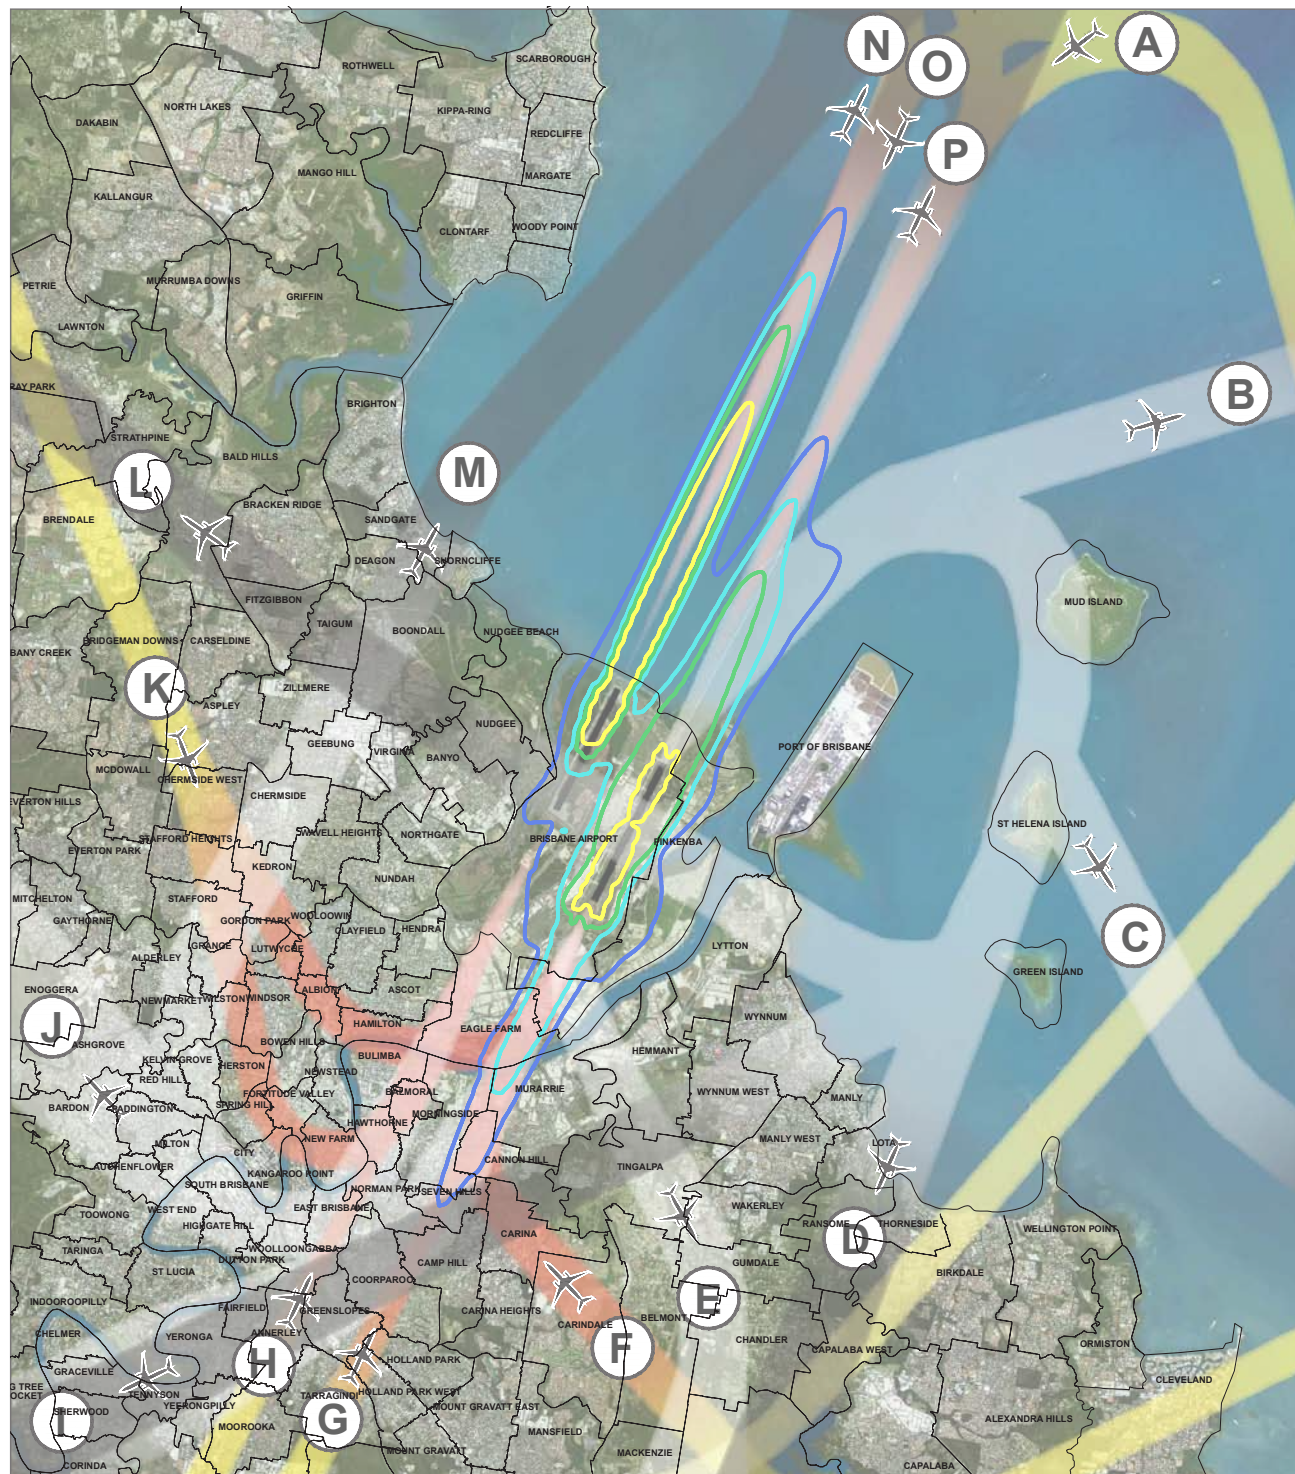 N
A
O
SCARBOROUGH
ROTHWELL
NORTH LAKES
KIPPA-RING
DAKABIN
REDCLIFFE
P
MANGO HILL
MARGATE
KALLANGUR
WOODY POINT
CLONTARF
MURRUMBA DOWNS
PETRIE
GRIFFIN
LAWNTON
RAY PARK
B
BRIGHTON
STRATHPINE
BALD HILLS
M
L
BRACKEN RIDGE
BRENDALE
SANDGATE
DEAGON
SHORNCLIFFE
FITZGIBBON
MUD ISLAND
TAIGUM
BOONDALL
NUDGEE BEACH
BRIDGEMAN DOWNS
CARSELDINE
BANY CREEK
K
ZILLMERE
ASPLEY
NUDGEE
GEEBUNG
VIRGINIA
PORT OF BRISBANE
BANYO
MCDOWALL
CHERMSIDE WEST
CHERMSIDE
EVERTON HILLS
ST HELENA ISLAND
WAVELL HEIGHTS
NORTHGATE
STAFFORD HEIGHTS
BRISBANE AIRPORT
PINKENBA
EVERTON PARK
KEDRON
NUNDAH
MITCHELTON
STAFFORD
GAYTHORNE
GORDON PARK
WOOLOOWIN
CLAYFIELD
HENDRA
C
GRANGE
LUTWYCHE
LYTTON
ALDERLEY
GREEN ISLAND
ENOGGERA
ALBION
ASCOT
NEWMARKET
WILSTON
WINDSOR
J
WYNNUM
HAMILTON
EAGLE FARM
ASHGROVE
BOWEN HILLS
HEMMANT
BULIMBA
KELVIN GROVE
HERSTON
NEWSTEAD
RED HILL
FORTITUDE VALLEY
BALMORAL
MURARRIE
WYNNUM WEST
MANLY
BARDON
PADDINGTON
SPRING HILL
MORNINGSIDE
HAWTHORNE
NEW FARM
MANLY WEST
MILTON
LOTA
CITY
CANNON HILL
AUCHENFLOWER
TINGALPA
KANGAROO POINT
SOUTH BRISBANE
NORMAN PARK
SEVEN HILLS
WEST END
EAST BRISBANE
WAKERLEY
TOOWONG
HIGHGATE HILL
RANSOME
THORNESIDE
WELLINGTON POINT
CARINA
D
TARINGA
WOOLLOONGABBA
DUTTON PARK
CAMP HILL
GUMDALE
ST LUCIA
BIRKDALE
COORPAROO
INDOOROOPILLY
E
FAIRFIELD
GREENSLOPES
CARINA HEIGHTS
BELMONT
CHELMER
YERONGA
ANNERLEY
CARINDALE
CHANDLER
ORMISTON
F
CAPALABA WEST
H
HOLLAND PARK
GRACEVILLE
CLEVELAND
G TREE
OCKET
TENNYSON
TARRAGINDI
HOLLAND PARK WEST
YEERONGPILLY
MOUNT GRAVATT EAST
SHERWOOD
I
G
ALEXANDRA HILLS
MOOROOKA
MANSFIELD
MOUNT GRAVATT
MACKENZIE
CORINDA
CAPALABA